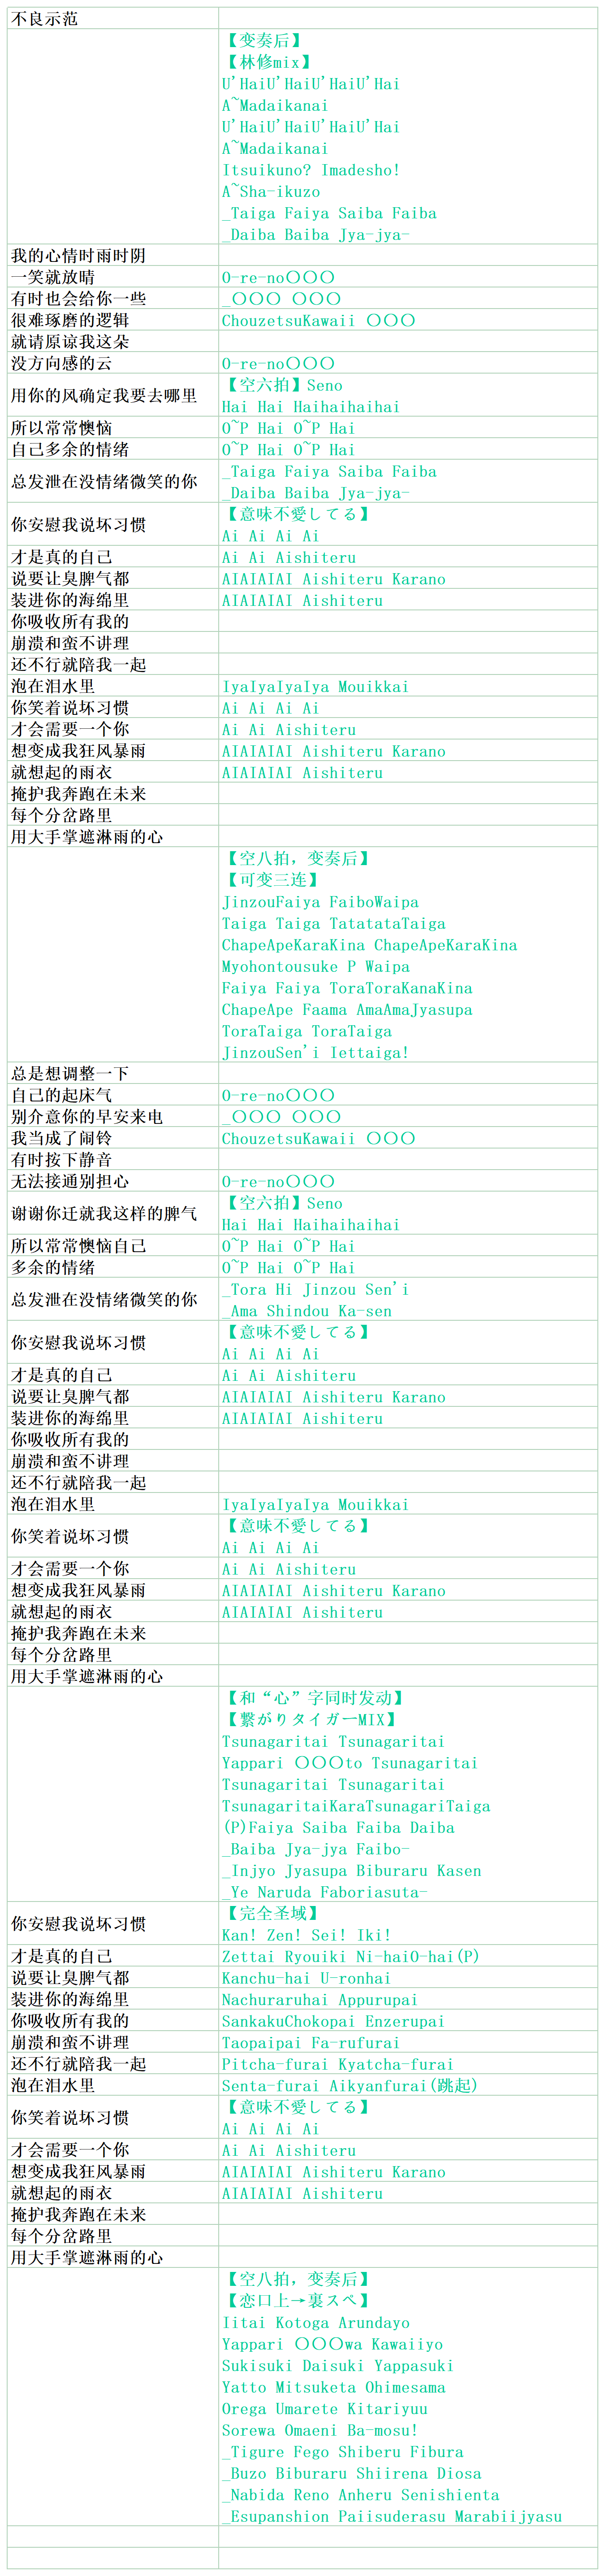 不良示范
【变奏后】
【林修mix】
U'HaiU'HaiU'HaiU'Hai
A~Madaikanai
U'HaiU'HaiU'HaiU'Hai
A~Madaikanai
Itsuikuno? Imadesho!
A~Sha-ikuzo
_Taiga Faiya Saiba Faiba
_Daiba Baiba Jya-jya-
我的心情时雨时阴
一笑就放晴 O-re-no〇〇〇
有时也会给你一些 _〇〇〇 〇〇〇
很难琢磨的逻辑 ChouzetsuKawaii 〇〇〇
就请原谅我这朵
没方向感的云 O-re-no〇〇〇
用你的风确定我要去哪里 【空六拍】Seno
Hai Hai Haihaihaihai
所以常常懊恼 O~P Hai O~P Hai
自己多余的情绪 O~P Hai O~P Hai
总发泄在没情绪微笑的你 _Taiga Faiya Saiba Faiba
_Daiba Baiba Jya-jya-
你安慰我说坏习惯 【意味不愛してる】
Ai Ai Ai Ai
才是真的自己 Ai Ai Aishiteru
说要让臭脾气都 AIAIAIAI Aishiteru Karano
装进你的海绵里 AIAIAIAI Aishiteru
你吸收所有我的
崩溃和蛮不讲理
还不行就陪我一起
泡在泪水里 IyaIyaIyaIya Mouikkai
你笑着说坏习惯 Ai Ai Ai Ai
才会需要一个你 Ai Ai Aishiteru
想变成我狂风暴雨 AIAIAIAI Aishiteru Karano
就想起的雨衣 AIAIAIAI Aishiteru
掩护我奔跑在未来
每个分岔路里
用大手掌遮淋雨的心
【空八拍，变奏后】
【可变三连】
JinzouFaiya FaiboWaipa
Taiga Taiga TatatataTaiga
ChapeApeKaraKina ChapeApeKaraKina
Myohontousuke P Waipa
Faiya Faiya ToraToraKanaKina
ChapeApe Faama AmaAmaJyasupa
ToraTaiga ToraTaiga
JinzouSen'i Iettaiga!
总是想调整一下
自己的起床气 O-re-no〇〇〇
别介意你的早安来电 _〇〇〇 〇〇〇
我当成了闹铃 ChouzetsuKawaii 〇〇〇
有时按下静音
无法接通别担心 O-re-no〇〇〇
谢谢你迁就我这样的脾气 【空六拍】Seno
Hai Hai Haihaihaihai
所以常常懊恼自己 O~P Hai O~P Hai
多余的情绪 O~P Hai O~P Hai
总发泄在没情绪微笑的你 _Tora Hi Jinzou Sen'i
_Ama Shindou Ka-sen
你安慰我说坏习惯 【意味不愛してる】
Ai Ai Ai Ai
才是真的自己 Ai Ai Aishiteru
说要让臭脾气都 AIAIAIAI Aishiteru Karano
装进你的海绵里 AIAIAIAI Aishiteru
你吸收所有我的
崩溃和蛮不讲理
还不行就陪我一起
泡在泪水里 IyaIyaIyaIya Mouikkai
你笑着说坏习惯 【意味不愛してる】
Ai Ai Ai Ai
才会需要一个你 Ai Ai Aishiteru
想变成我狂风暴雨 AIAIAIAI Aishiteru Karano
就想起的雨衣 AIAIAIAI Aishiteru
掩护我奔跑在未来
每个分岔路里
用大手掌遮淋雨的心
【和“心”字同时发动】
【繋がりタイガーMIX】
Tsunagaritai Tsunagaritai
Yappari 〇〇〇to Tsunagaritai
Tsunagaritai Tsunagaritai
TsunagaritaiKaraTsunagariTaiga
(P)Faiya Saiba Faiba Daiba
_Baiba Jya-jya Faibo-
_Injyo Jyasupa Biburaru Kasen
_Ye Naruda Faboriasuta-
你安慰我说坏习惯 【完全圣域】
Kan! Zen! Sei! Iki!
才是真的自己 Zettai Ryouiki Ni-haiO-hai(P)
说要让臭脾气都 Kanchu-hai U-ronhai
装进你的海绵里 Nachuraruhai Appurupai
你吸收所有我的 SankakuChokopai Enzerupai
崩溃和蛮不讲理 Taopaipai Fa-rufurai
还不行就陪我一起 Pitcha-furai Kyatcha-furai
泡在泪水里 Senta-furai Aikyanfurai(跳起)
你笑着说坏习惯 【意味不愛してる】
Ai Ai Ai Ai
才会需要一个你 Ai Ai Aishiteru
想变成我狂风暴雨 AIAIAIAI Aishiteru Karano
就想起的雨衣 AIAIAIAI Aishiteru
掩护我奔跑在未来
每个分岔路里
用大手掌遮淋雨的心
【空八拍，变奏后】
【恋口上→裏スペ】
Iitai Kotoga Arundayo
Yappari 〇〇〇wa Kawaiiyo
Sukisuki Daisuki Yappasuki
Yatto Mitsuketa Ohimesama
Orega Umarete Kitariyuu
Sorewa Omaeni Ba-mosu!
_Tigure Fego Shiberu Fibura
_Buzo Biburaru Shiirena Diosa
_Nabida Reno Anheru Senishienta
_Esupanshion Paiisuderasu Marabiijyasu